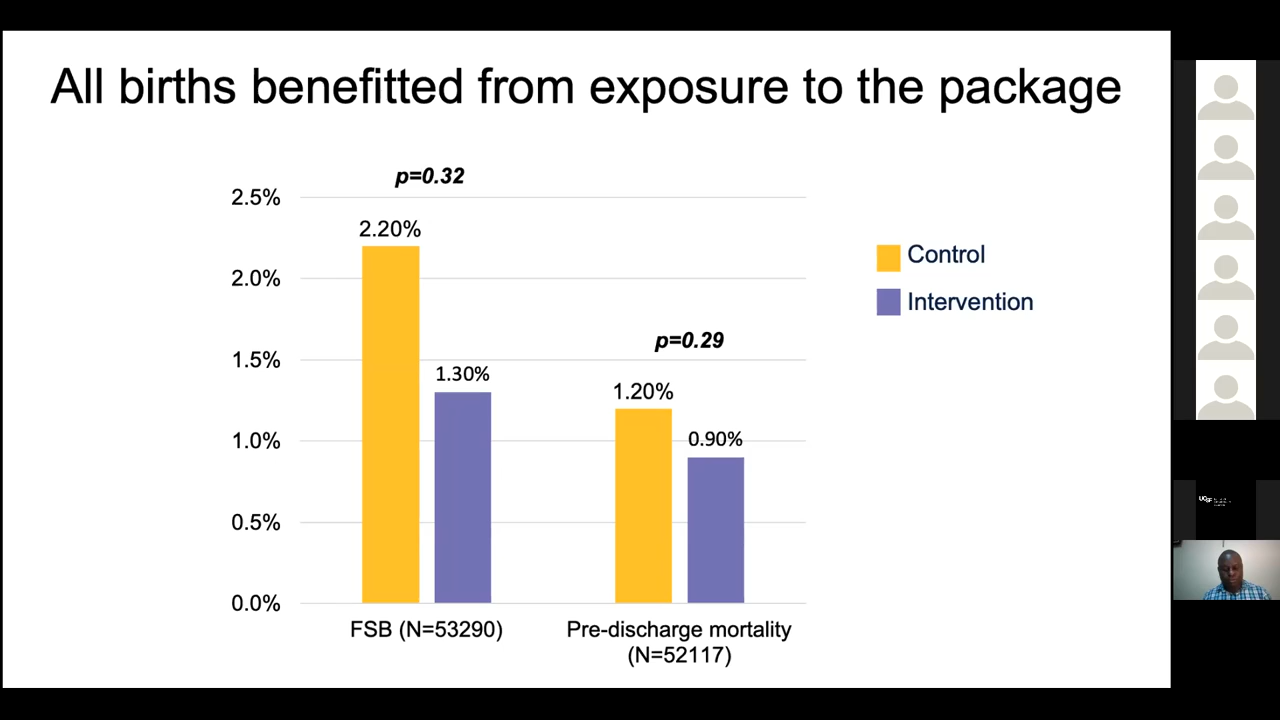 All births benefitted from exposure to the package
p=0.32
2.5%
2.20%
2.0%
p=0.29
1.5%
1.30%
1.20%
1.0%
0.90%
0.5%
0.0%
Control
Intervention
FSB (N=53290)
Pre-discharge mortality
(N=52117)
UCSF